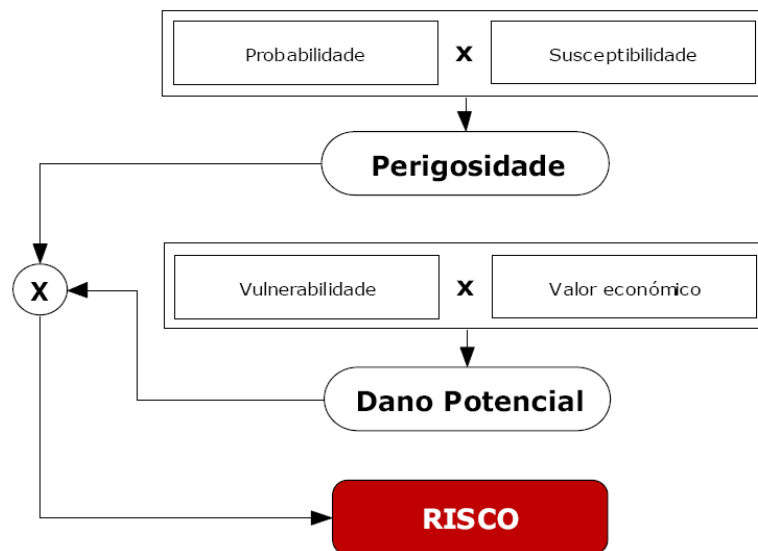 Probabilidade x Susceptibilidade
Perigosidade
X
Vulnerabilidade x Valor económico
Dano Potencial
RISCO